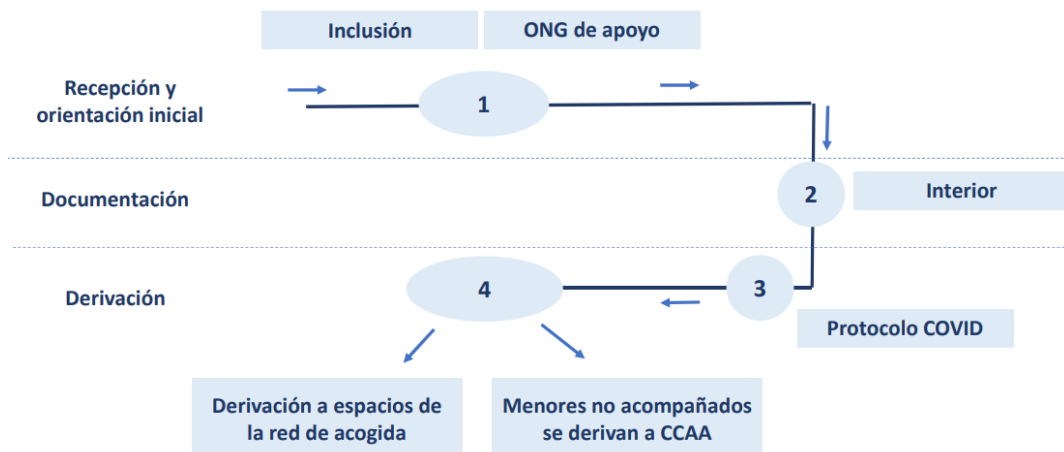 Inclusión
ONG de apoyo
Recepción y
orientación inicial
1
Documentación
2
Interior
Derivación
4
3
Protocolo COVID
Derivación a espacios de
la red de acogida
Menores no acompañados
se derivan a CCAA